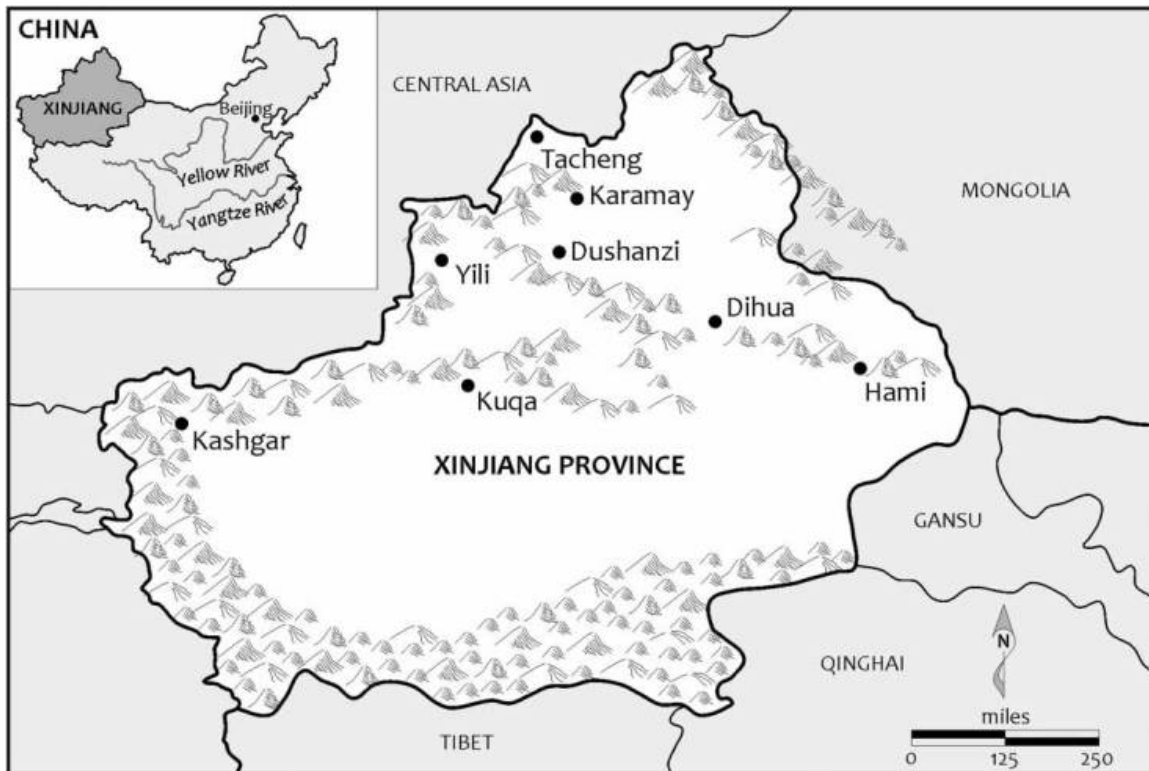 CHINA
XINJIANG
Beijing
Yellow River
Yangtze River
CENTRAL ASIA
MONGOLIA
Tacheng
Karamay
Dushanzi
Yili
Dihua
Hami
Kuqa
Kashgar
XINJIANG PROVINCE
GANSU
QINGHAI
TIBET
N
miles
0 125 250